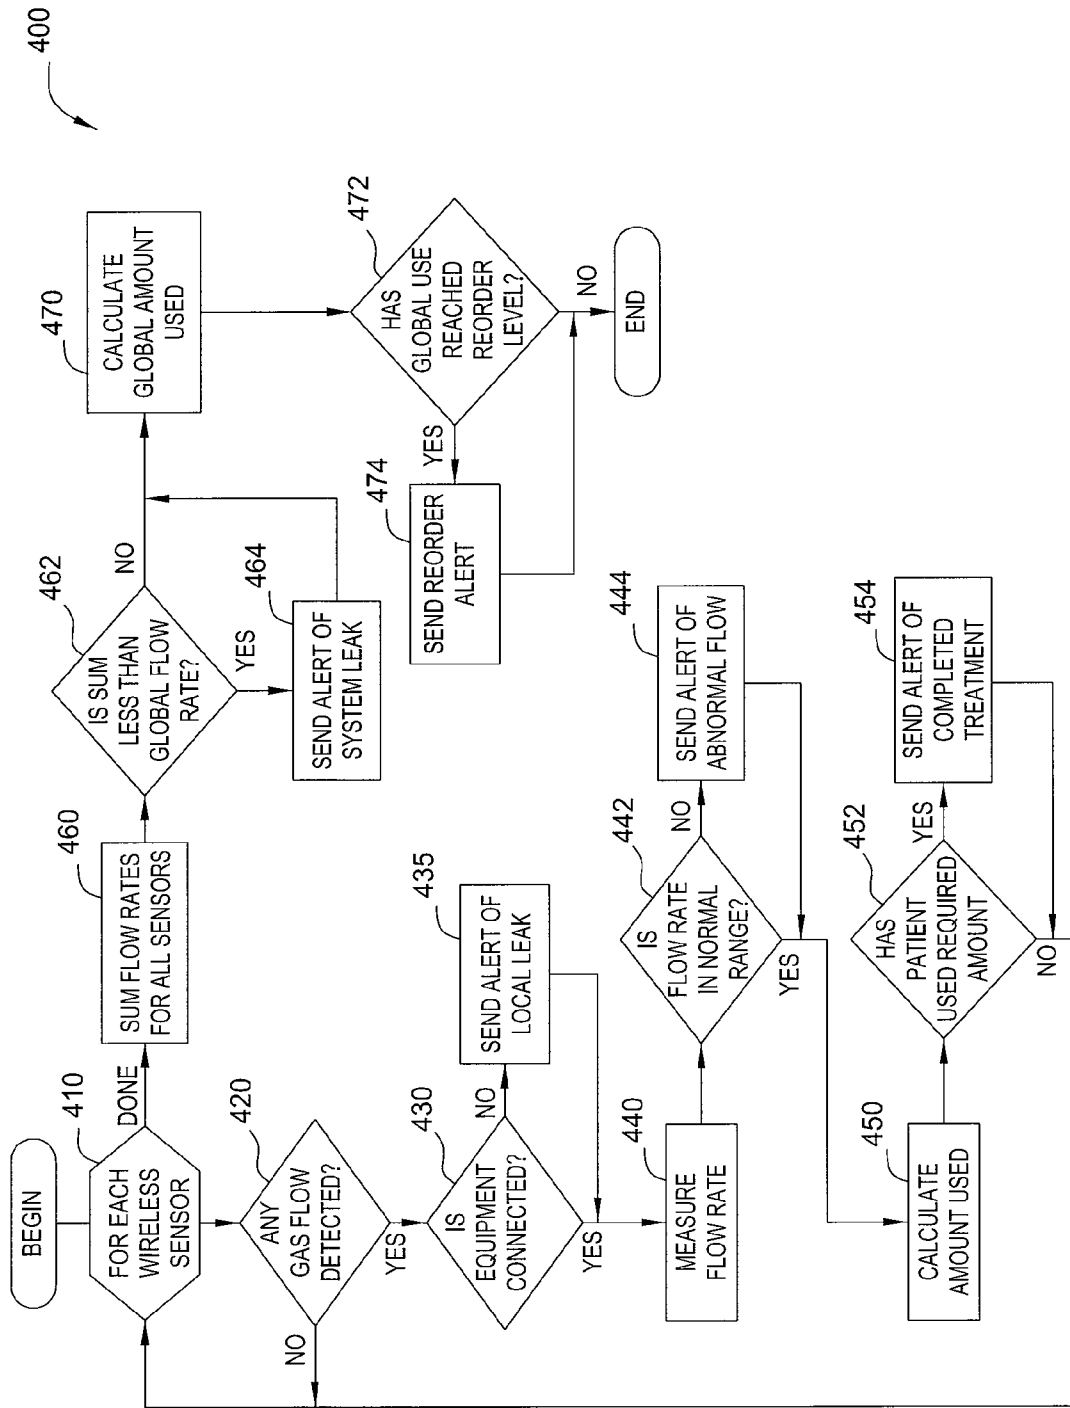 400
BEGIN
410
FOR EACH
WIRELESS
SENSOR
DONE
460
SUM FLOW RATES
FOR ALL SENSORS
462
IS SUM
LESS THAN
GLOBAL FLOW
RATE?
NO
YES
464
SEND ALERT OF
SYSTEM LEAK
470
CALCULATE
GLOBAL AMOUNT
USED
472
HAS
GLOBAL USE
REACHED
REORDER
LEVEL?
YES
NO
474
SEND REORDER
ALERT
END
420
ANY
GAS FLOW
DETECTED?
NO
YES
430
IS
EQUIPMENT
CONNECTED?
NO
YES
435
SEND ALERT OF
LOCAL LEAK
440
MEASURE
FLOW RATE
442
IS
FLOW RATE
IN NORMAL
RANGE?
NO
YES
444
SEND ALERT OF
ABNORMAL FLOW
450
CALCULATE
AMOUNT USED
452
HAS
PATIENT
USED REQUIRED
AMOUNT
YES
NO
454
SEND ALERT OF
COMPLETED
TREATMENT